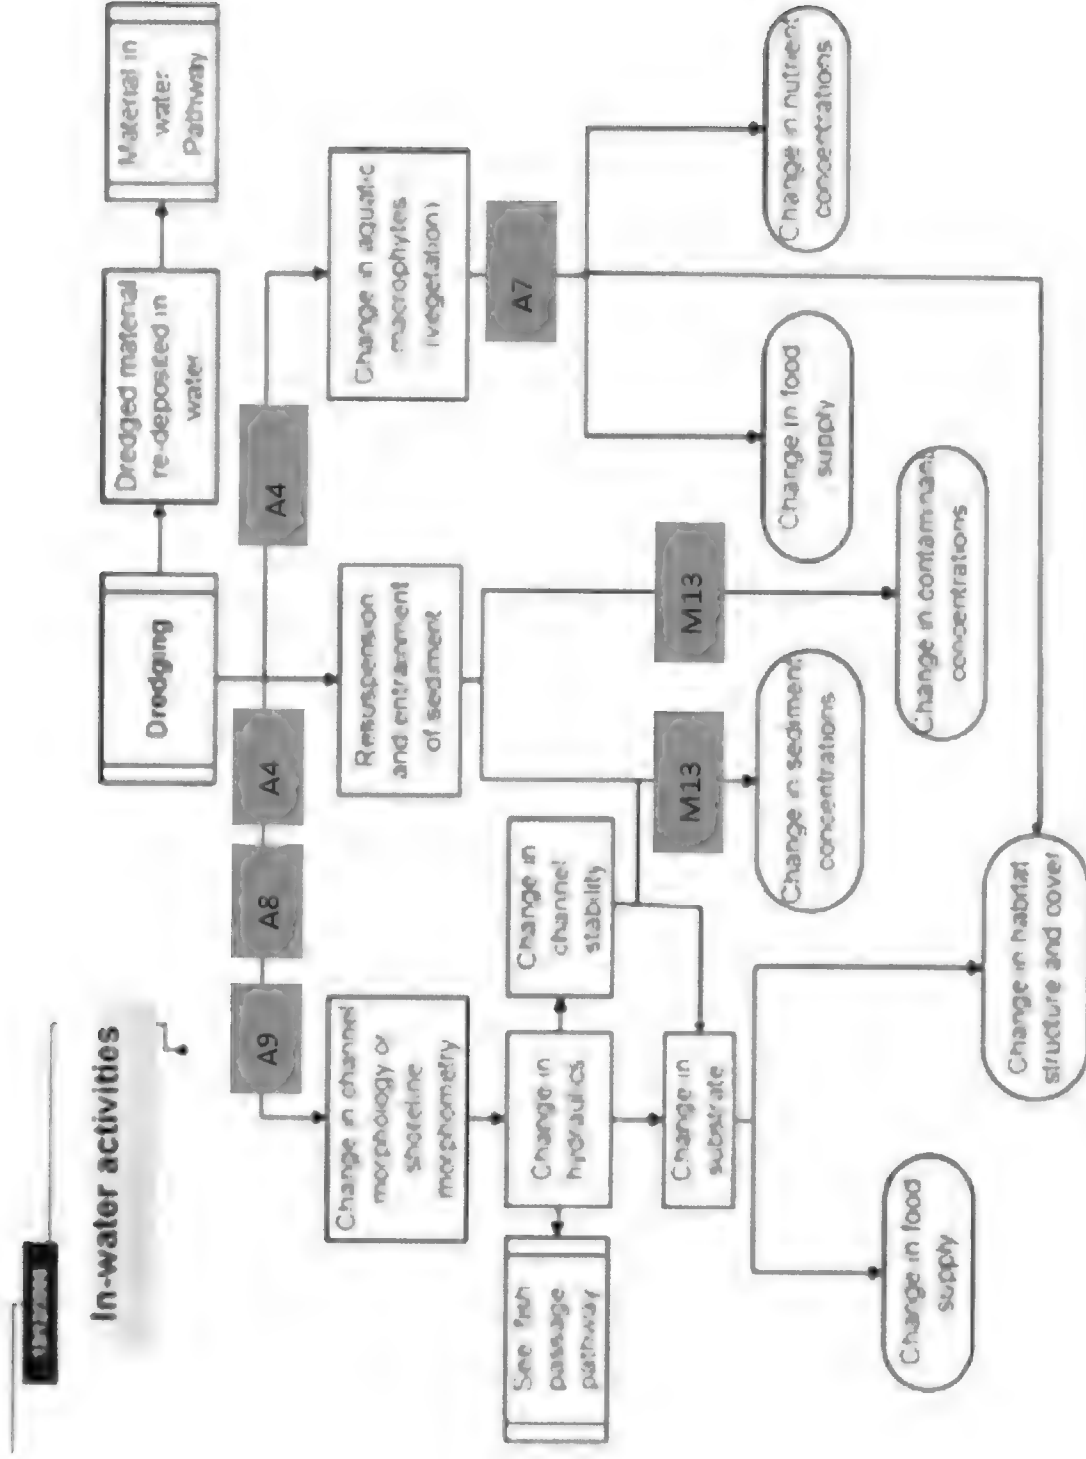 In-water activities
Dredging
Dredged material
re-deposited in
water
Material in
water
Pathway
A9
A8
A4
A4
Change in channel
morphology or
shoreline
morphometry
Resuspension
and entrainment
of sediment
Change in aquatic
macrophytes
(vegetation)
A7
See fish
passage
pathway
Change in
hydraulics
Change in
channel
stability
Change in
substrate
M13
M13
Change in food
supply
Change in habitat
structure and cover
Change in sediment
concentrations
Change in contaminant
concentrations
Change in food
supply
Change in nutrient
concentrations